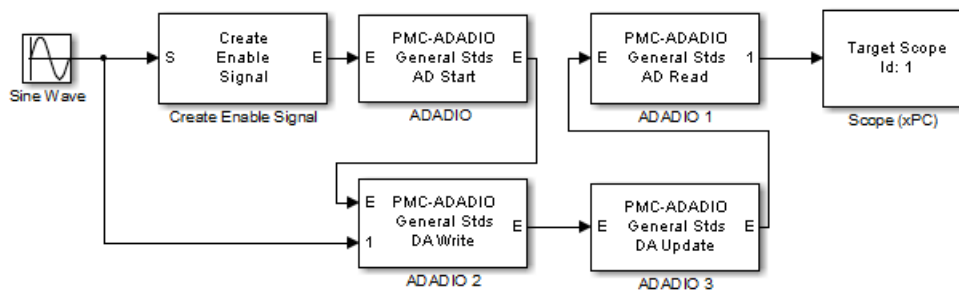 Sine Wave
S
Create
Enable
Signal
E
Create Enable Signal
E
PMC-ADADIO
General Stds
AD Start
E
ADADIO
E
PMC-ADADIO
General Stds
AD Read
1
ADADIO 1
Target Scope
Id: 1
Scope (xPC)
E
1
PMC-ADADIO
General Stds
DA Write
E
ADADIO 2
E
PMC-ADADIO
General Stds
DA Update
E
ADADIO 3